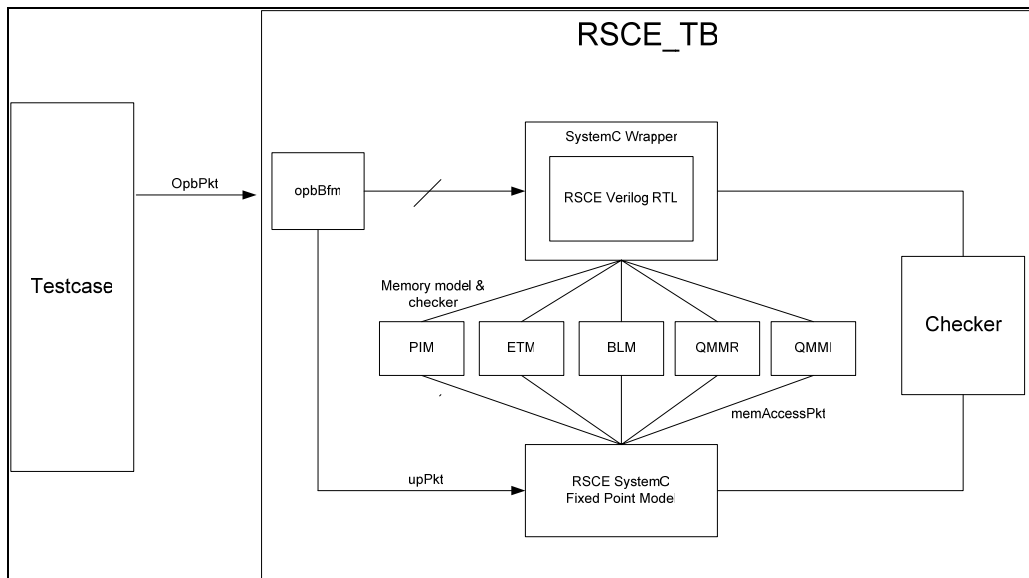 RSCE_TB
SystemC Wrapper
OpbPkt
opbBfm
RSCE Verilog RTL
Testcase
Memory model &
checker
PIM
ETM
BLM
QMMR
QMMI
Checker
memAccessPkt
upPkt
RSCE SystemC
Fixed Point Model